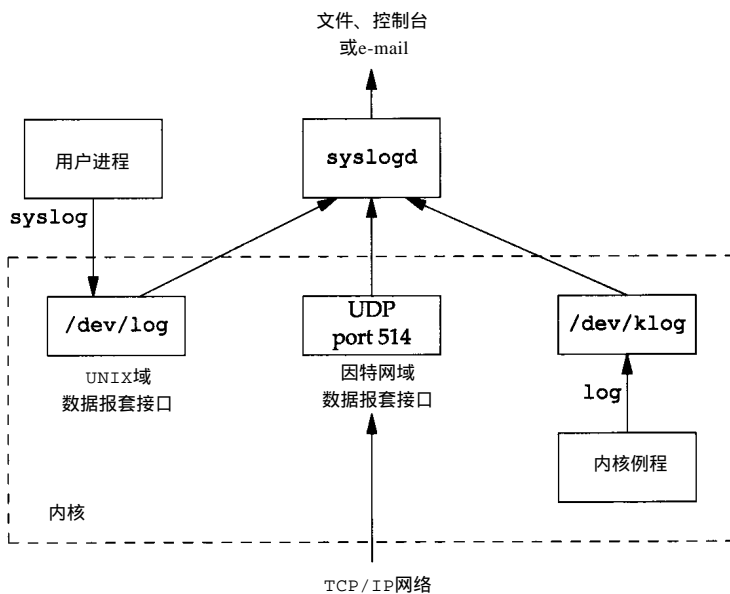 文件、控制台
或e-mail
用户进程
syslogd
syslog
/dev/log
UDP
port 514
/dev/klog
UNIX域
数据报套接口
因特网域
数据报套接口
log
内核例程
内核
TCP/IP网络